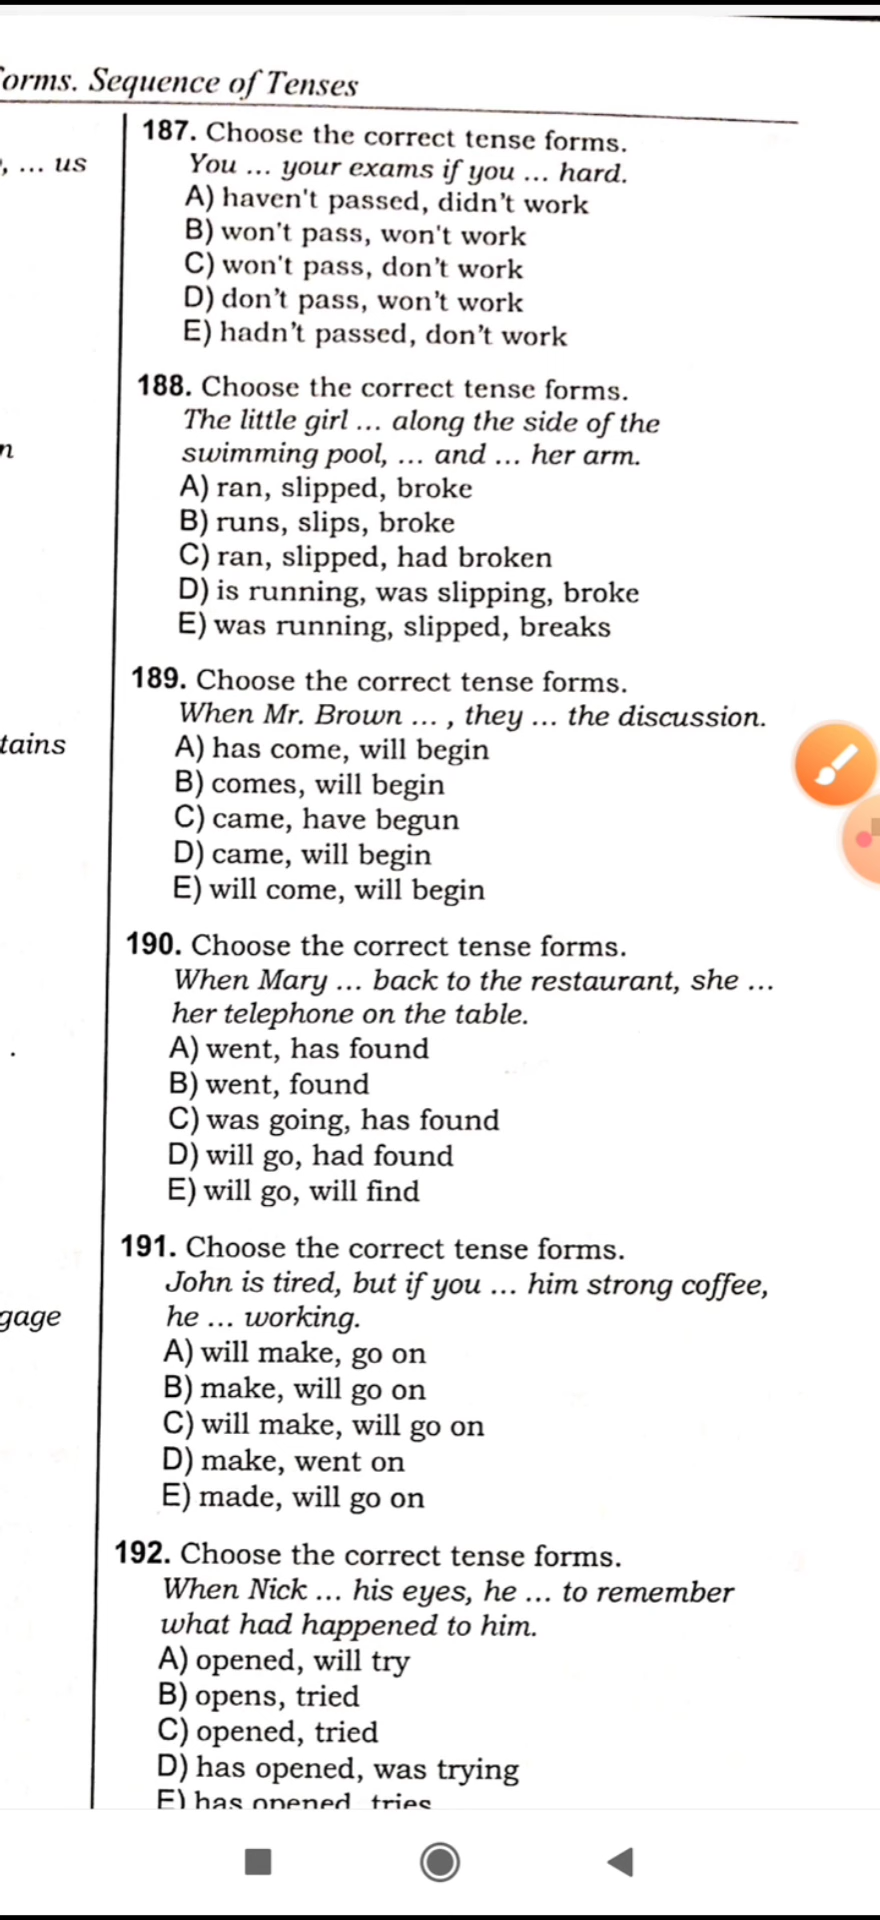 orms. Sequence of Tenses
, ... us
n
tains
.
gage
187. Choose the correct tense forms.
You ... your exams if you ... hard.
A) haven't passed, didn't work
B) won't pass, won't work
C) won't pass, don't work
D) don't pass, won't work
E) hadn't passed, don't work
188. Choose the correct tense forms.
The little girl ... along the side of the
swimming pool, ... and ... her arm.
A) ran, slipped, broke
B) runs, slips, broke
C) ran, slipped, had broken
D) is running, was slipping, broke
E) was running, slipped, breaks
189. Choose the correct tense forms.
When Mr. Brown ... , they ... the discussion.
A) has come, will begin
B) comes, will begin
C) came, have begun
D) came, will begin
E) will come, will begin
190. Choose the correct tense forms.
When Mary ... back to the restaurant, she ...
her telephone on the table.
A) went, has found
B) went, found
C) was going, has found
D) will go, had found
E) will go, will find
191. Choose the correct tense forms.
John is tired, but if you ... him strong coffee,
he ... working.
A) will make, go on
B) make, will go on
C) will make, will go on
D) make, went on
E) made, will go on
192. Choose the correct tense forms.
When Nick ... his eyes, he ... to remember
what had happened to him.
A) opened, will try
B) opens, tried
C) opened, tried
D) has opened, was trying
E) has opened, tries